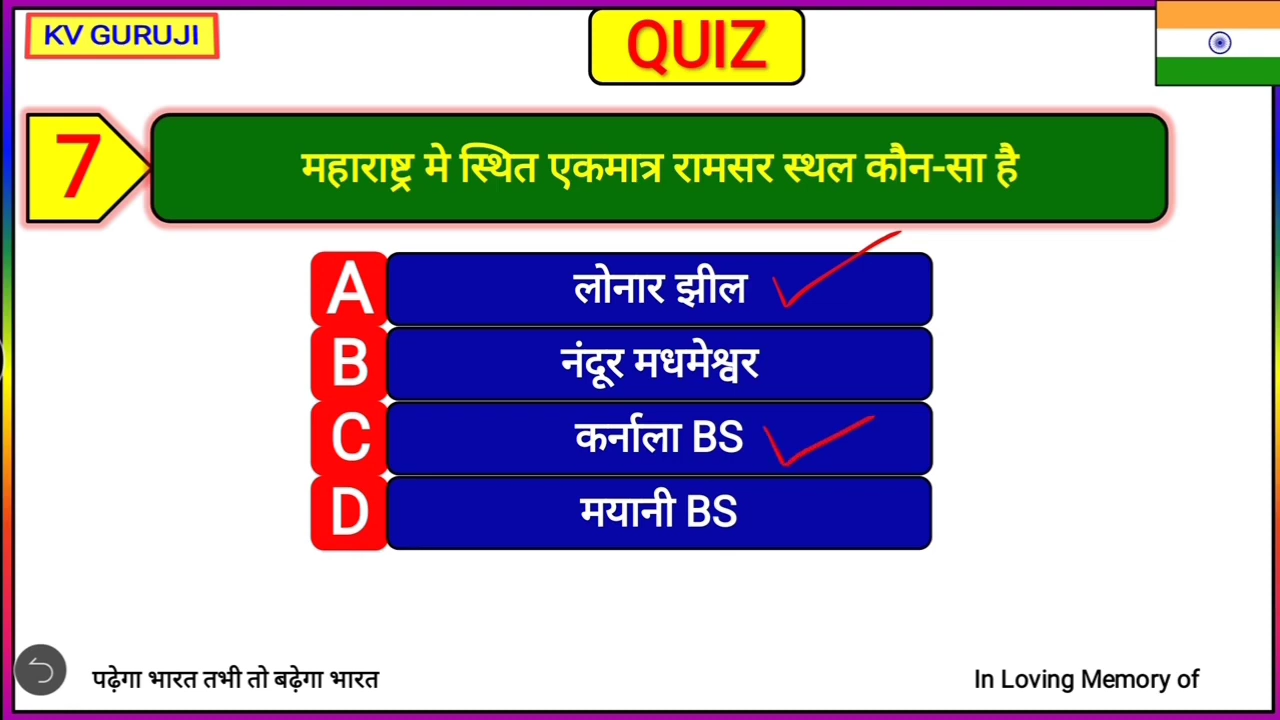 KV GURUJI
QUIZ
7
महाराष्ट्र मे स्थित एकमात्र रामसर स्थल कौन-सा है
A
लोनार झील
B
नंदूर मधमेश्वर
C
कर्नाला BS
D
मयानी BS
पढ़ेगा भारत तभी तो बढ़ेगा भारत
In Loving Memory of